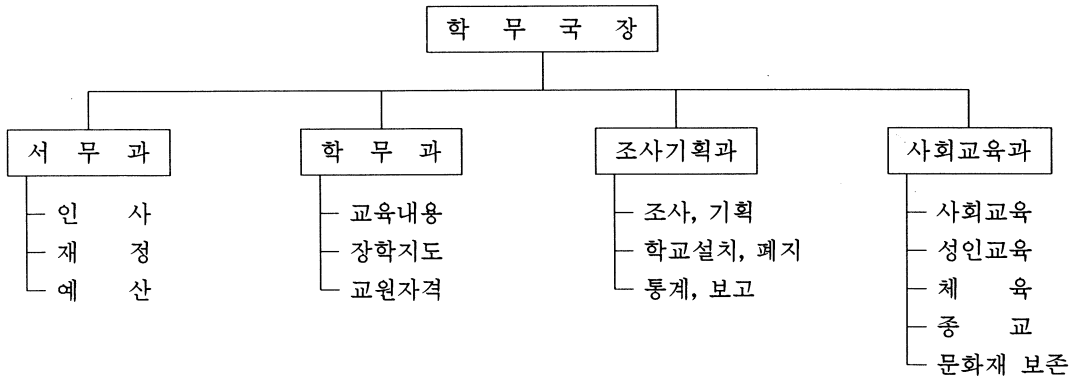 학 무 국 장
서 무 과
인 사
재 정
예 산
학 무 과
교육내용
장학지도
교원자격
조사기획과
조사, 기획
학교설치, 폐지
통계, 보고
사회교육과
사회교육
성인교육
체 육
종 교
문화재 보존